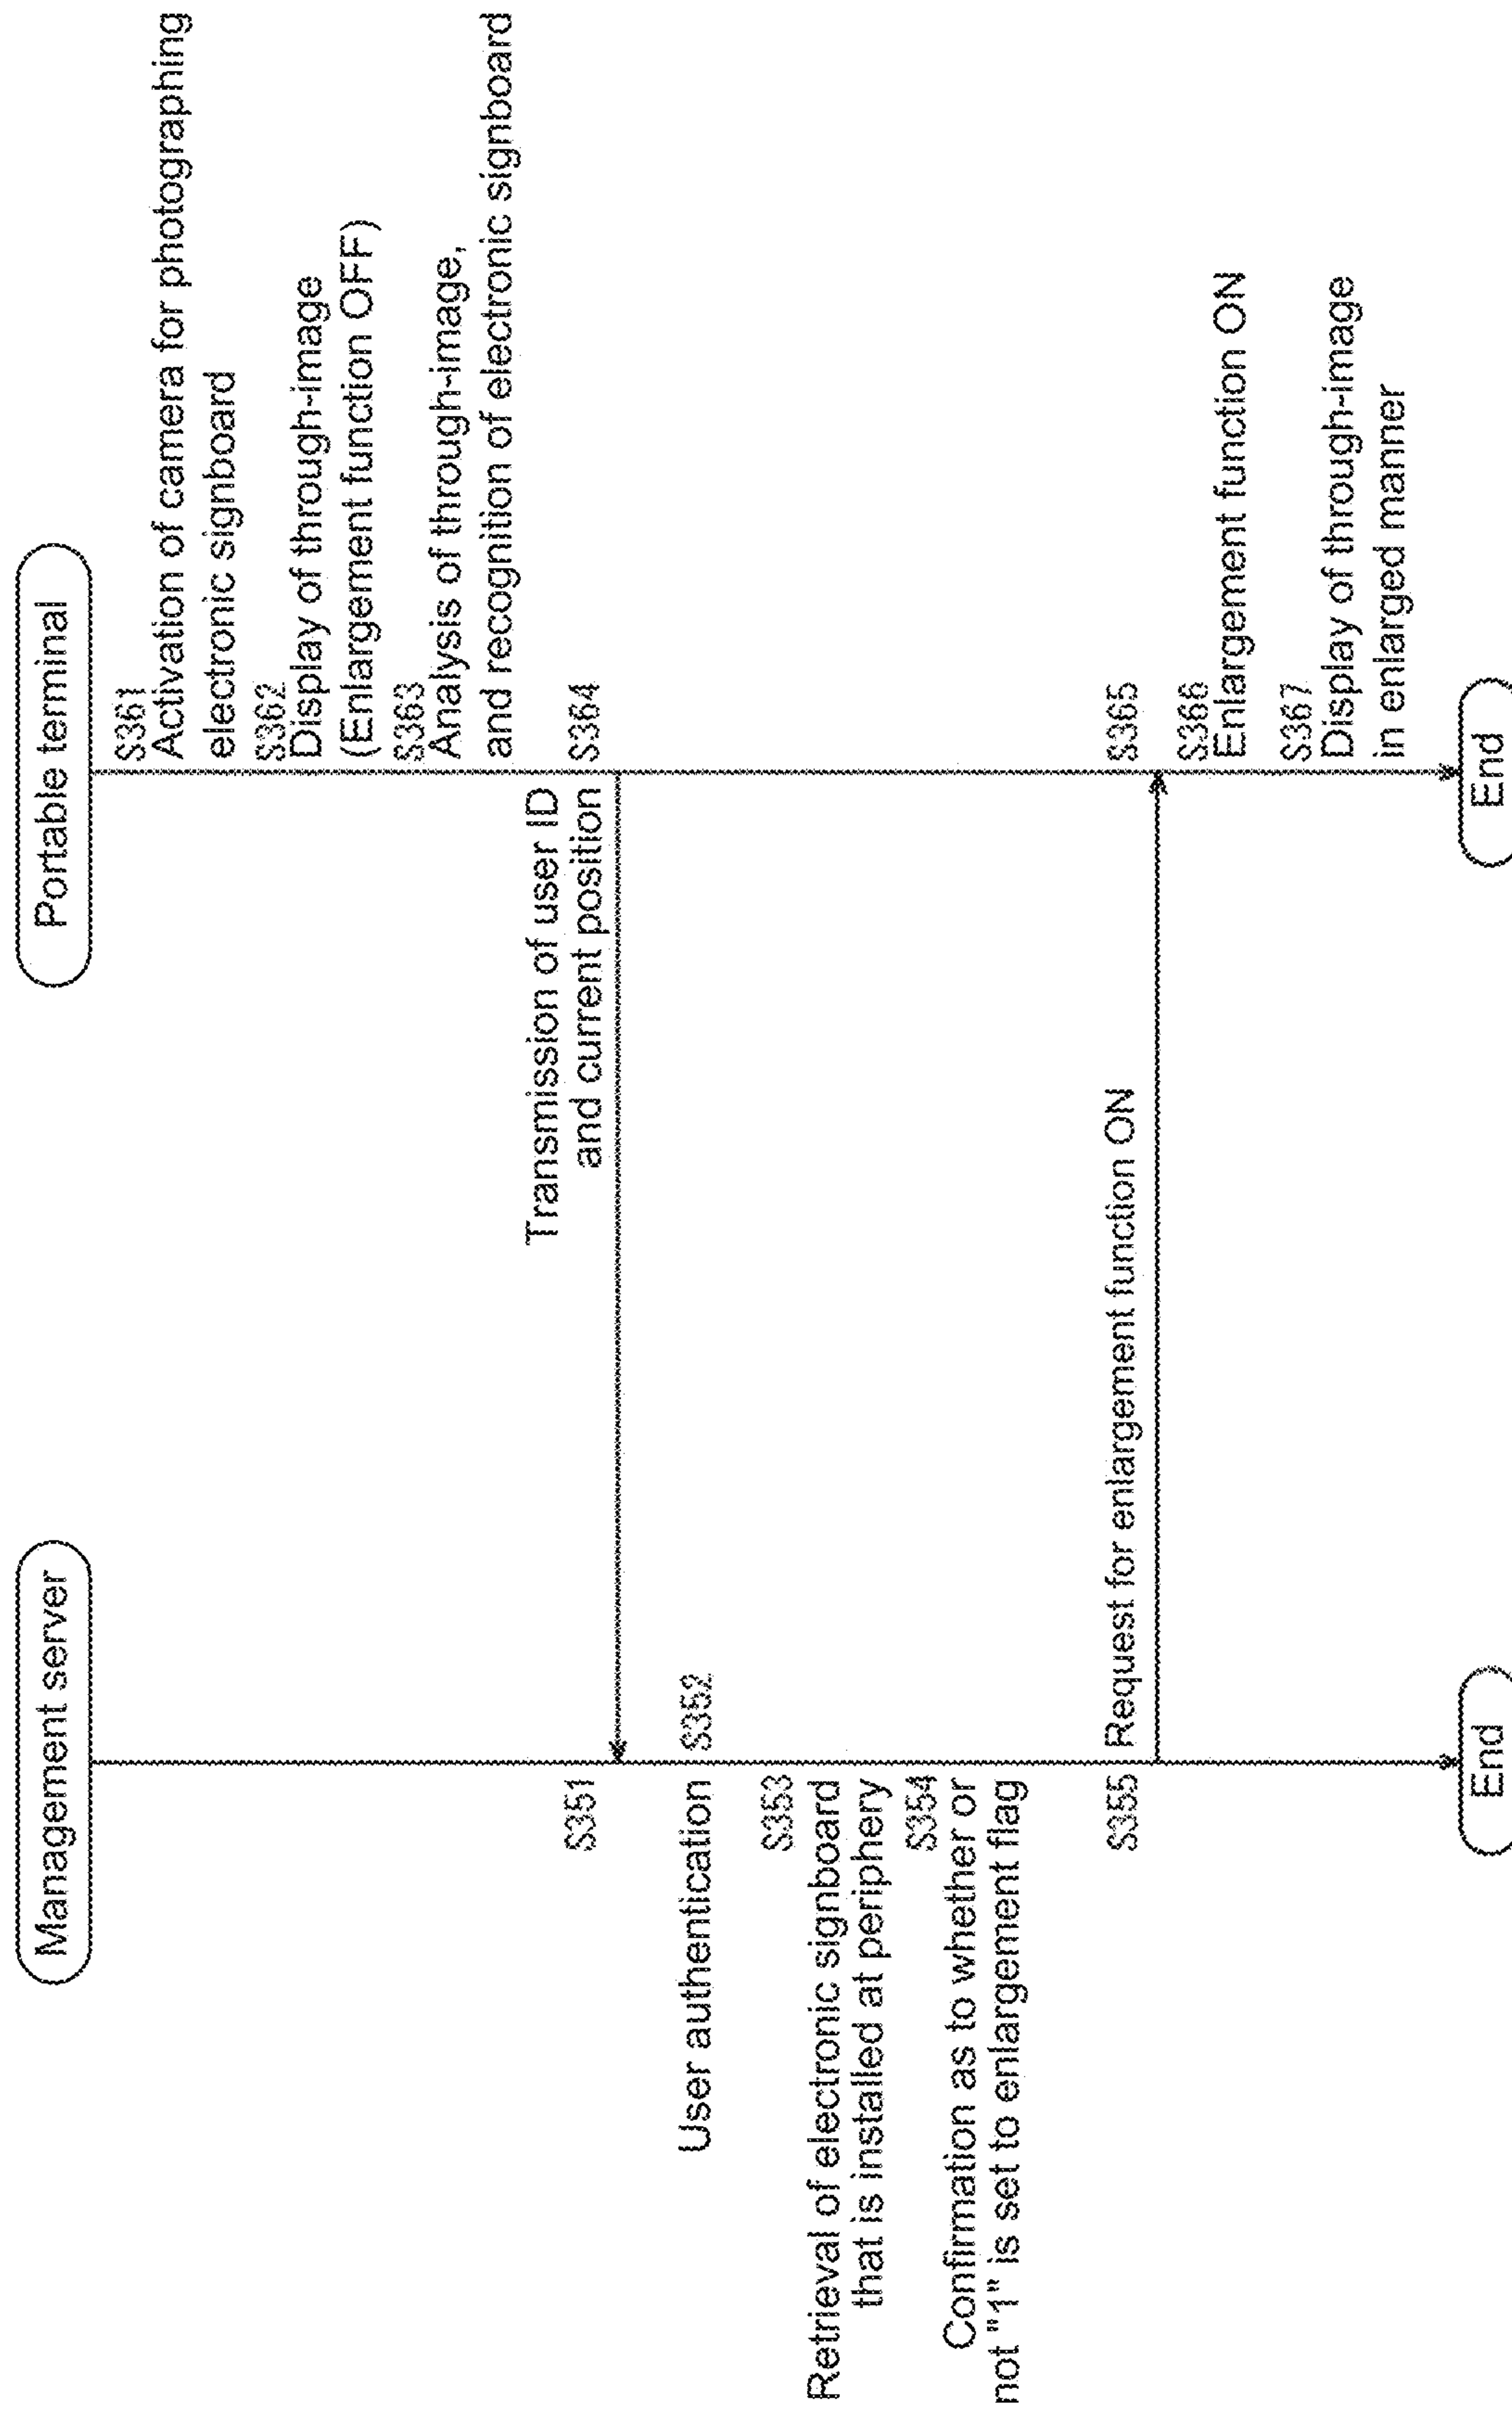 Management server
Portable terminal
S361
Activation of camera for photographing
electronic signboard
S362
Display of through-image
(Enlargement function OFF)
S363
Analysis of through-image,
and recognition of electronic signboard
Transmission of user ID
and current position
S351
S364
User authentication
S352
S353
Retrieval of electronic signboard
that is installed at periphery
S354
Confirmation as to whether or
not "1" is set to enlargement flag
S355
Request for enlargement function ON
S365
S366
Enlargement function ON
S367
Display of through-image
in enlarged manner
End
End